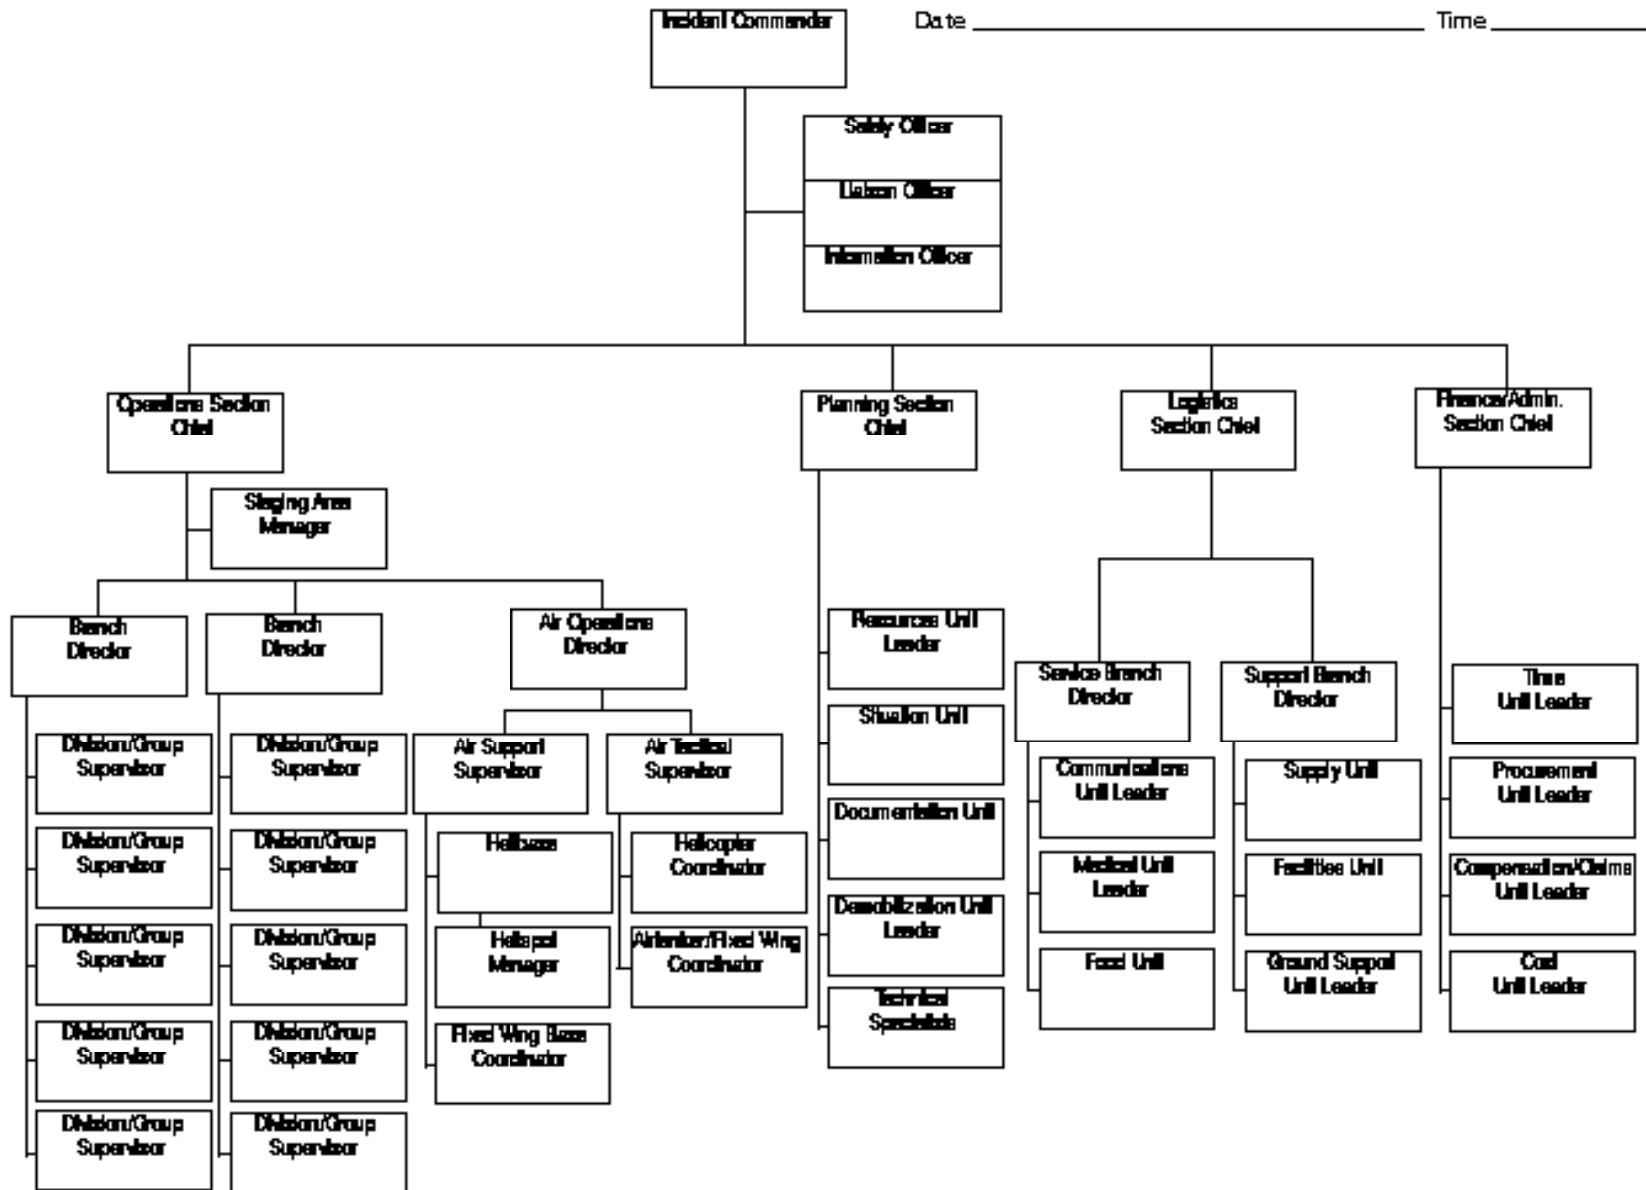 Incident Commander
Date
Time
Safety Officer
Liaison Officer
Information Officer
Operations Section
Chief
Planning Section
Chief
Logistics
Section Chief
Finance/Admin.
Section Chief
Staging Area
Manager
Branch
Director
Branch
Director
Air Operations
Director
Resources Unit
Leader
Service Branch
Director
Support Branch
Director
Time
Unit Leader
Situation Unit
Division/Group
Supervisor
Division/Group
Supervisor
Air Support
Supervisor
Air Tactical
Supervisor
Communications
Unit Leader
Supply Unit
Procurement
Unit Leader
Documentation Unit
Division/Group
Supervisor
Division/Group
Supervisor
Helicopter
Coordinator
Medical Unit
Leader
Facilities Unit
Compensation/Claims
Unit Leader
Demobilization Unit
Leader
Division/Group
Supervisor
Division/Group
Supervisor
Helispot
Manager
Airtanker/Fixed Wing
Coordinator
Food Unit
Ground Support
Unit Leader
Cost
Unit Leader
Technical
Specialists
Division/Group
Supervisor
Division/Group
Supervisor
Fixed Wing Base
Coordinator
Division/Group
Supervisor
Division/Group
Supervisor